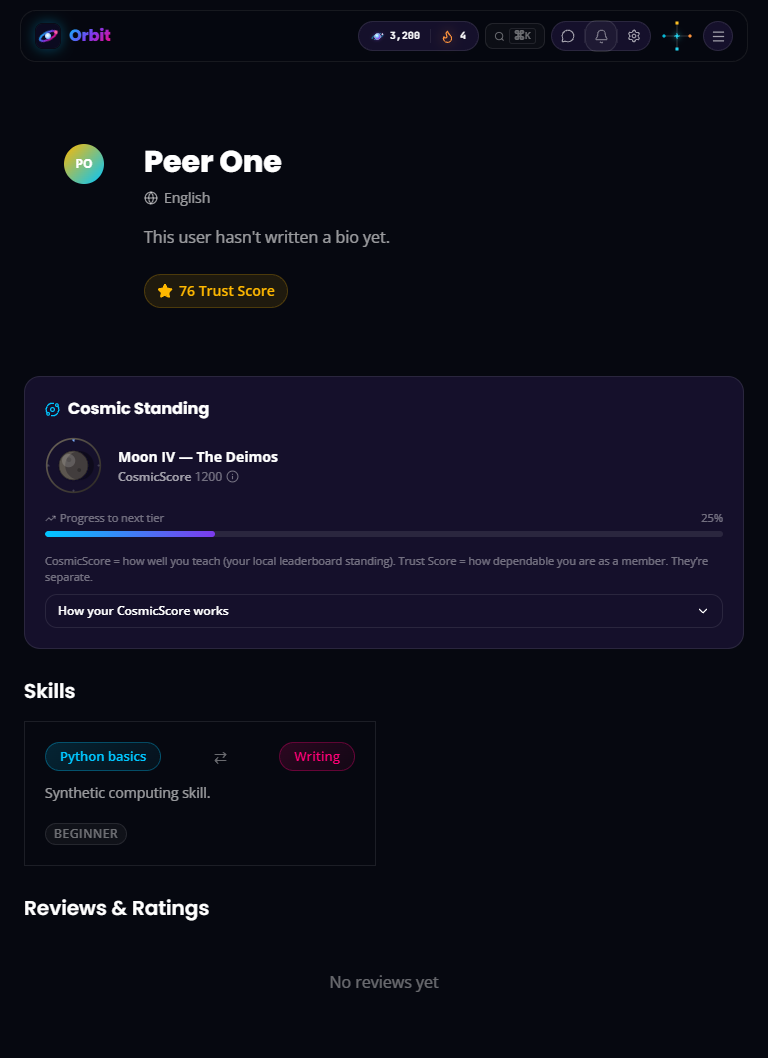 Orbit
3,200
4
⌘K
PO
Peer One
English
This user hasn't written a bio yet.
76 Trust Score
Cosmic Standing
Moon IV — The Deimos
CosmicScore 1200
Progress to next tier
25%
CosmicScore = how well you teach (your local leaderboard standing). Trust Score = how dependable you are as a member. They're
separate.
How your CosmicScore works
Skills
Python basics
Writing
Synthetic computing skill.
BEGINNER
Reviews & Ratings
No reviews yet